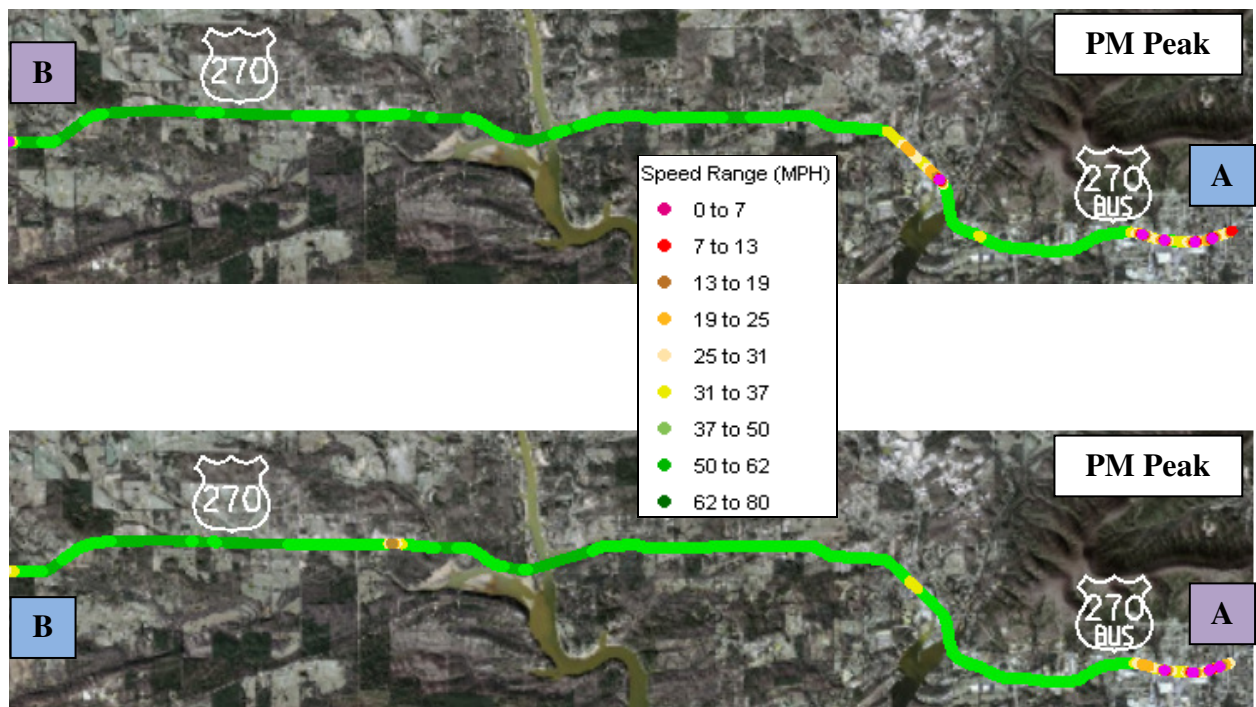 PM Peak
B
270
A
270
BUS
Speed Range (MPH)
0 to 7
7 to 13
13 to 19
19 to 25
25 to 31
31 to 37
37 to 50
50 to 62
62 to 80
PM Peak
270
B
270
BUS
A